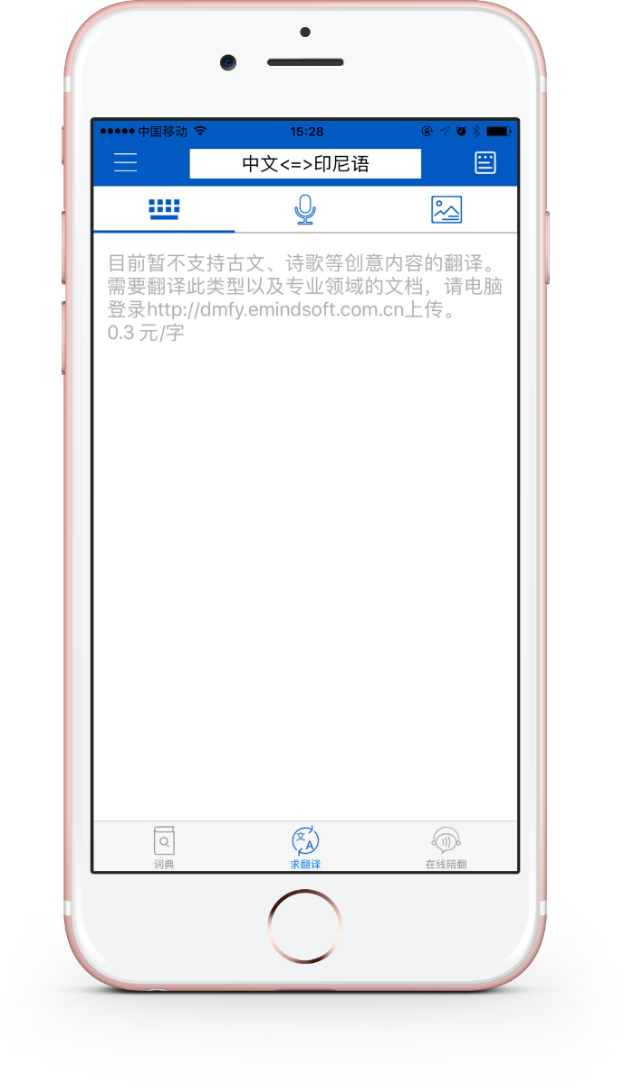 中国移动
15:28
中文<=>印尼语
目前暂不支持古文、诗歌等创意内容的翻译。
需要翻译此类型以及专业领域的文档，请电脑
登录http://dmfy.emindsoft.com.cn上传。
0.3 元/字
文 A
词典
求翻译
在线陪翻